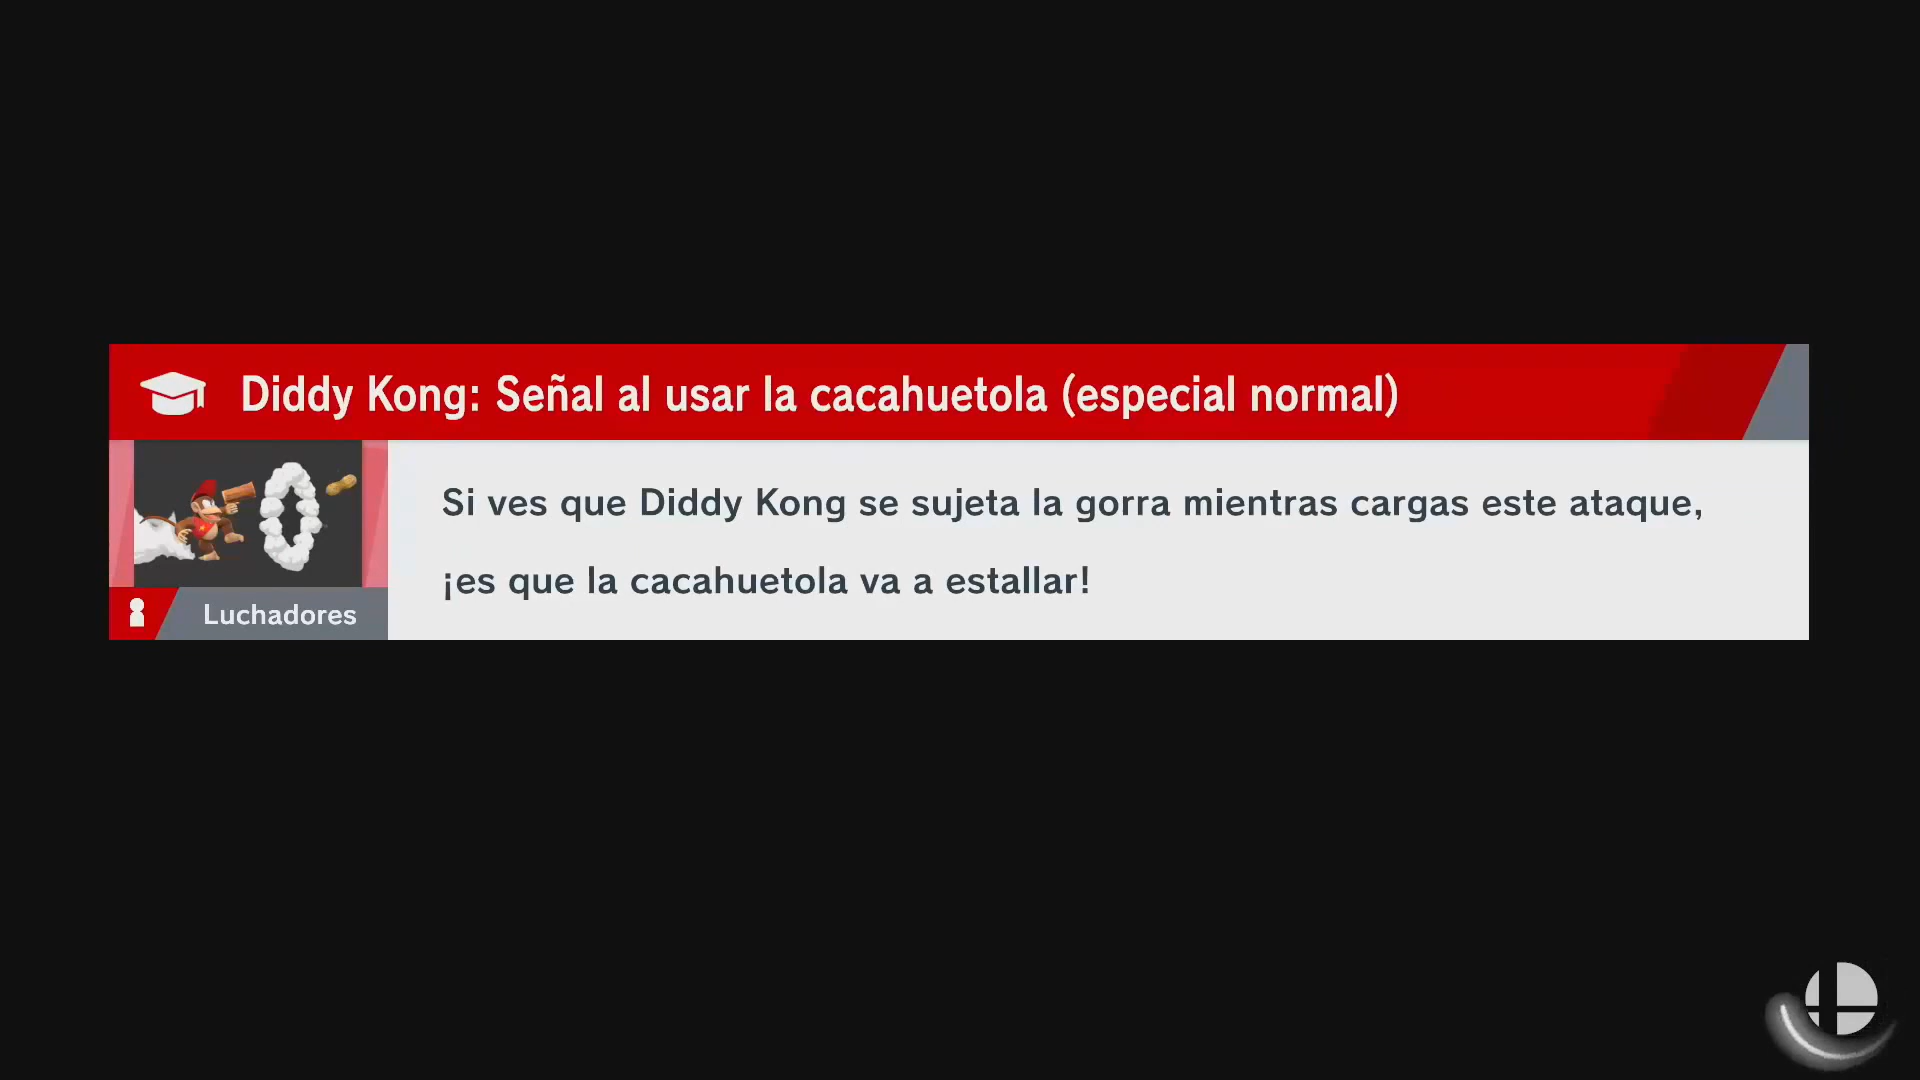 Diddy Kong: Señal al usar la cacahuetola (especial normal)
Si ves que Diddy Kong se sujeta la gorra mientras cargas este ataque,
¡es que la cacahuetola va a estallar!
Luchadores